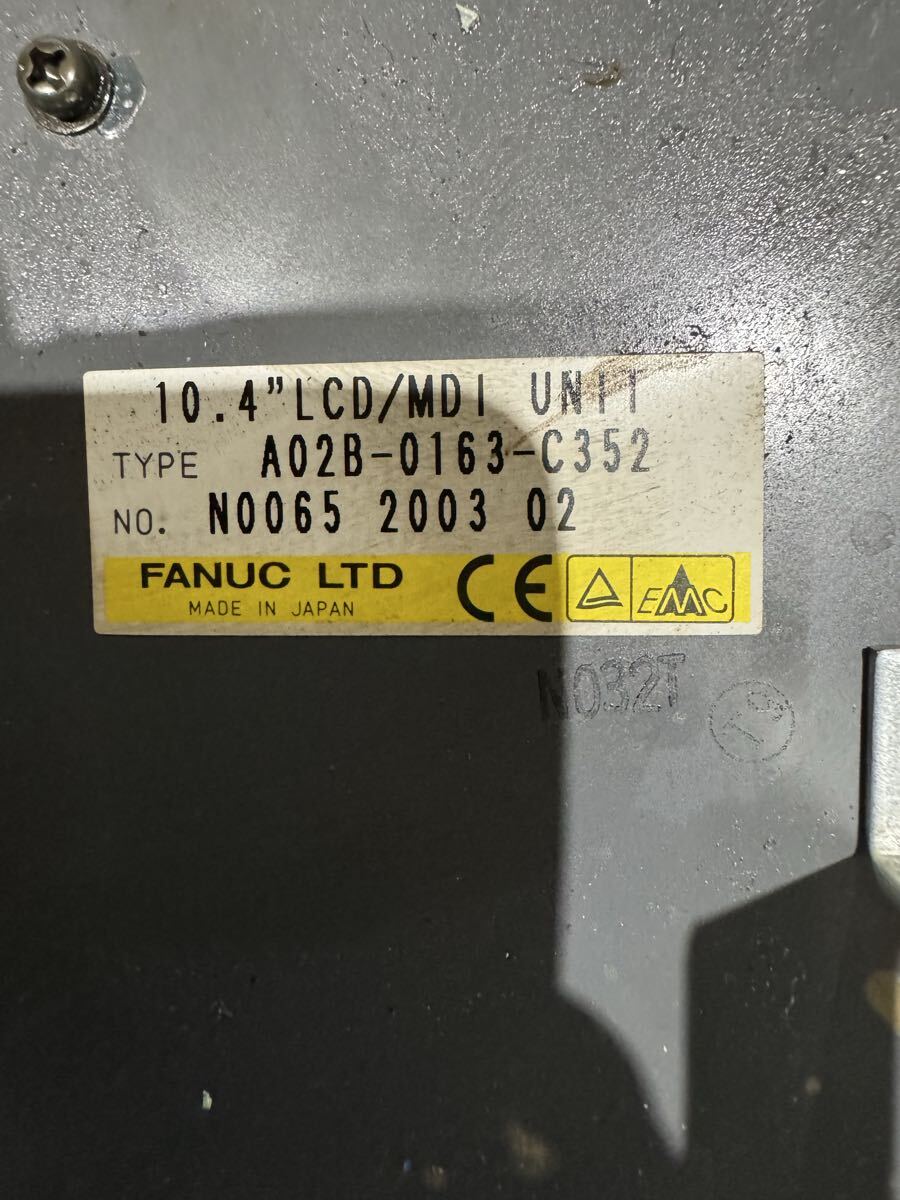 10.4"LCD/MDI UNIT
TYPE A02B-0163-C352
NO. N0065 2003 02
FANUC LTD
MADE IN JAPAN
CE
EMC
N032T